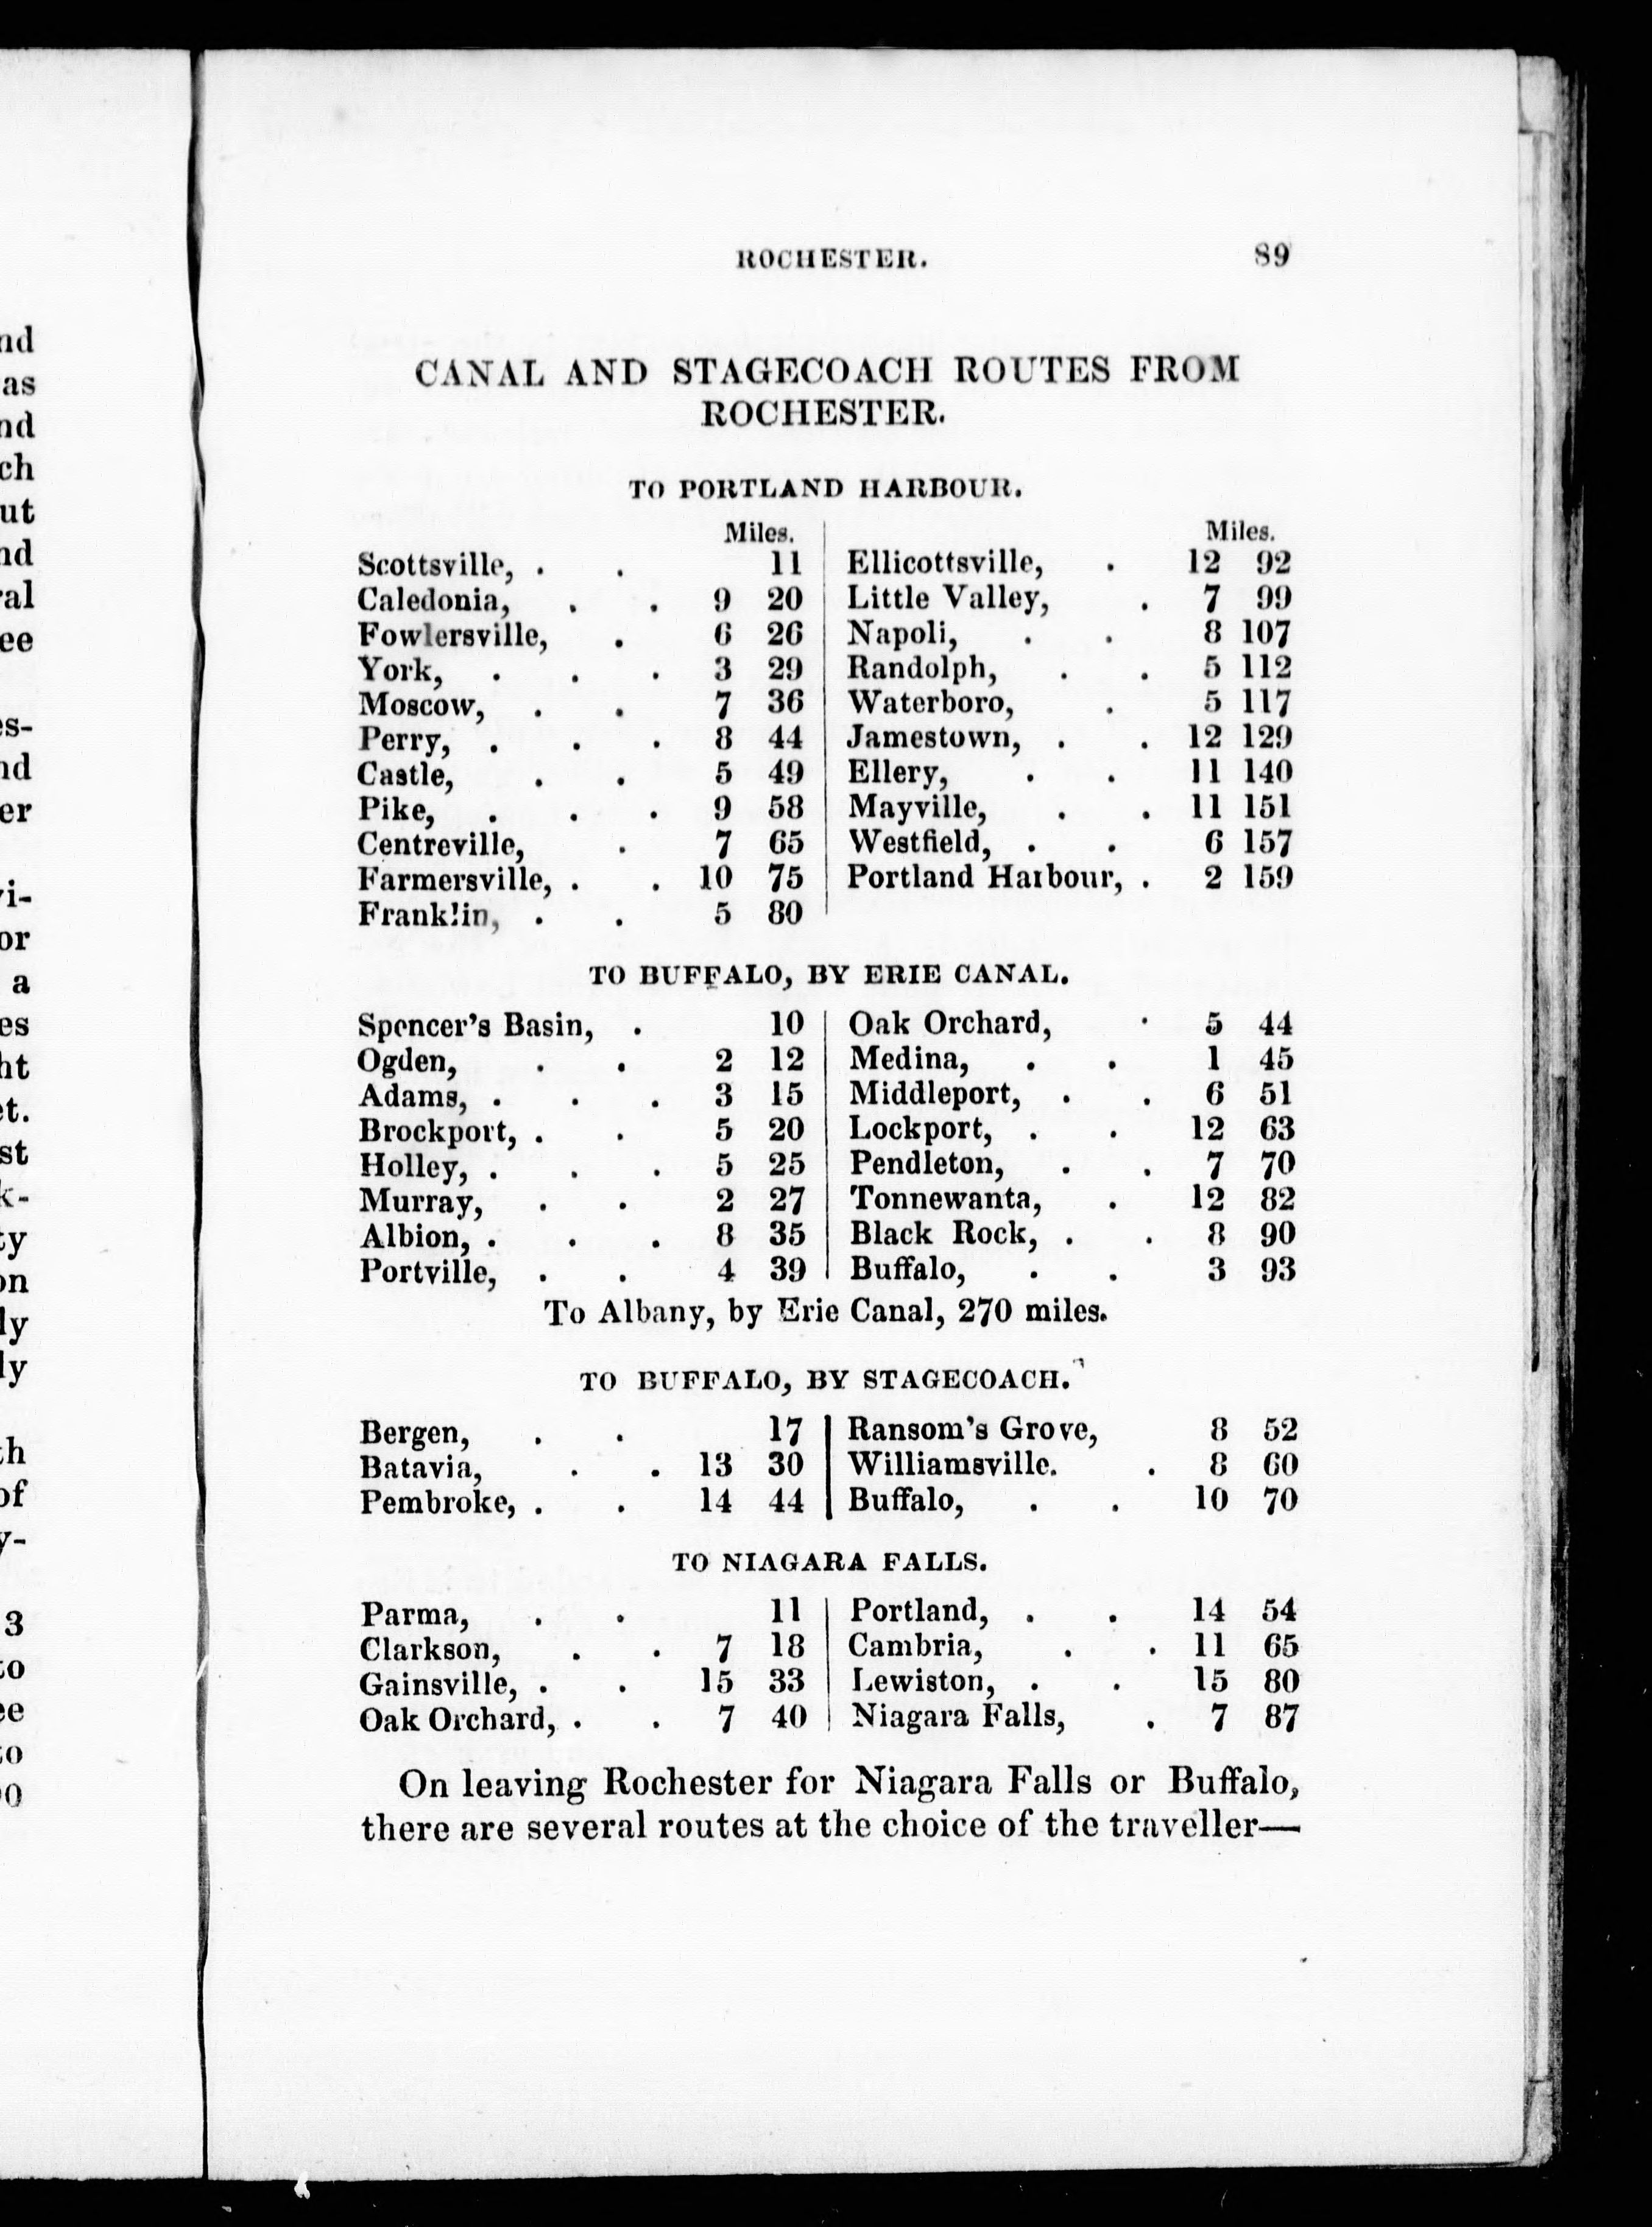 ROCHESTER. 89
CANAL AND STAGECOACH ROUTES FROM
ROCHESTER.
TO PORTLAND HARBOUR.
Miles.
Scottsville, . . 11
Caledonia, . . 9 20
Fowlersville, . 6 26
York, . . . 3 29
Moscow, . . 7 36
Perry, . . . 8 44
Castle, . . 5 49
Pike, . . . 9 58
Centreville, . 7 65
Farmersville, . . 10 75
Franklin, . . 5 80
Miles.
Ellicottsville, . 12 92
Little Valley, . 7 99
Napoli, . . 8 107
Randolph, . . 5 112
Waterboro, . 5 117
Jamestown, . . 12 129
Ellery, . . 11 140
Mayville, . . 11 151
Westfield, . . 6 157
Portland Harbour, . 2 159
TO BUFFALO, BY ERIE CANAL.
Spencer's Basin, . 10
Ogden, . . 2 12
Adams, . . . 3 15
Brockport, . . 5 20
Holley, . . . 5 25
Murray, . . 2 27
Albion, . . . 8 35
Portville, . . 4 39
Oak Orchard, . 5 44
Medina, . . 1 45
Middleport, . . 6 51
Lockport, . . 12 63
Pendleton, . . 7 70
Tonnewanta, . 12 82
Black Rock, . . 8 90
Buffalo, . . 3 93
To Albany, by Erie Canal, 270 miles.
TO BUFFALO, BY STAGECOACH.
Bergen, . . 17
Batavia, . . 13 30
Pembroke, . . 14 44
Ransom's Grove, 8 52
Williamsville. . 8 60
Buffalo, . . 10 70
TO NIAGARA FALLS.
Parma, . . 11
Clarkson, . . 7 18
Gainsville, . . 15 33
Oak Orchard, . . 7 40
Portland, . . 14 54
Cambria, . . 11 65
Lewiston, . . 15 80
Niagara Falls, . 7 87
On leaving Rochester for Niagara Falls or Buffalo,
there are several routes at the choice of the traveller—